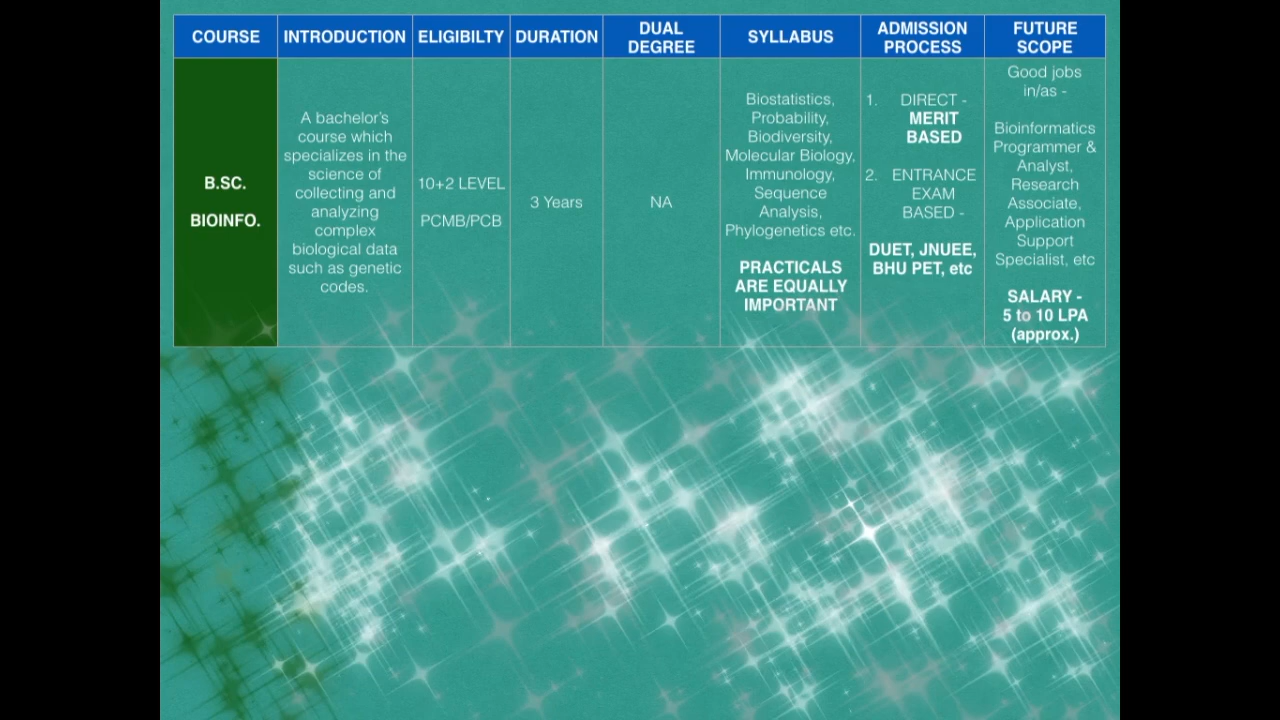 COURSE
INTRODUCTION
ELIGIBILTY
DURATION
DUAL
DEGREE
SYLLABUS
ADMISSION
PROCESS
FUTURE
SCOPE
B.SC.
BIOINFO.
A bachelor's
course which
specializes in the
science of
collecting and
analyzing
complex
biological data
such as genetic
codes.
10+2 LEVEL
PCMB/PCB
3 Years
NA
Biostatistics,
Probability,
Biodiversity,
Molecular Biology,
Immunology,
Sequence
Analysis,
Phylogenetics etc.
PRACTICALS
ARE EQUALLY
IMPORTANT
1. DIRECT -
MERIT
BASED
2. ENTRANCE
EXAM
BASED -
DUET, JNUEE,
BHU PET, etc
Good jobs
in/as -
Bioinformatics
Programmer &
Analyst,
Research
Associate,
Application
Support
Specialist, etc
SALARY -
5 to 10 LPA
(approx.)